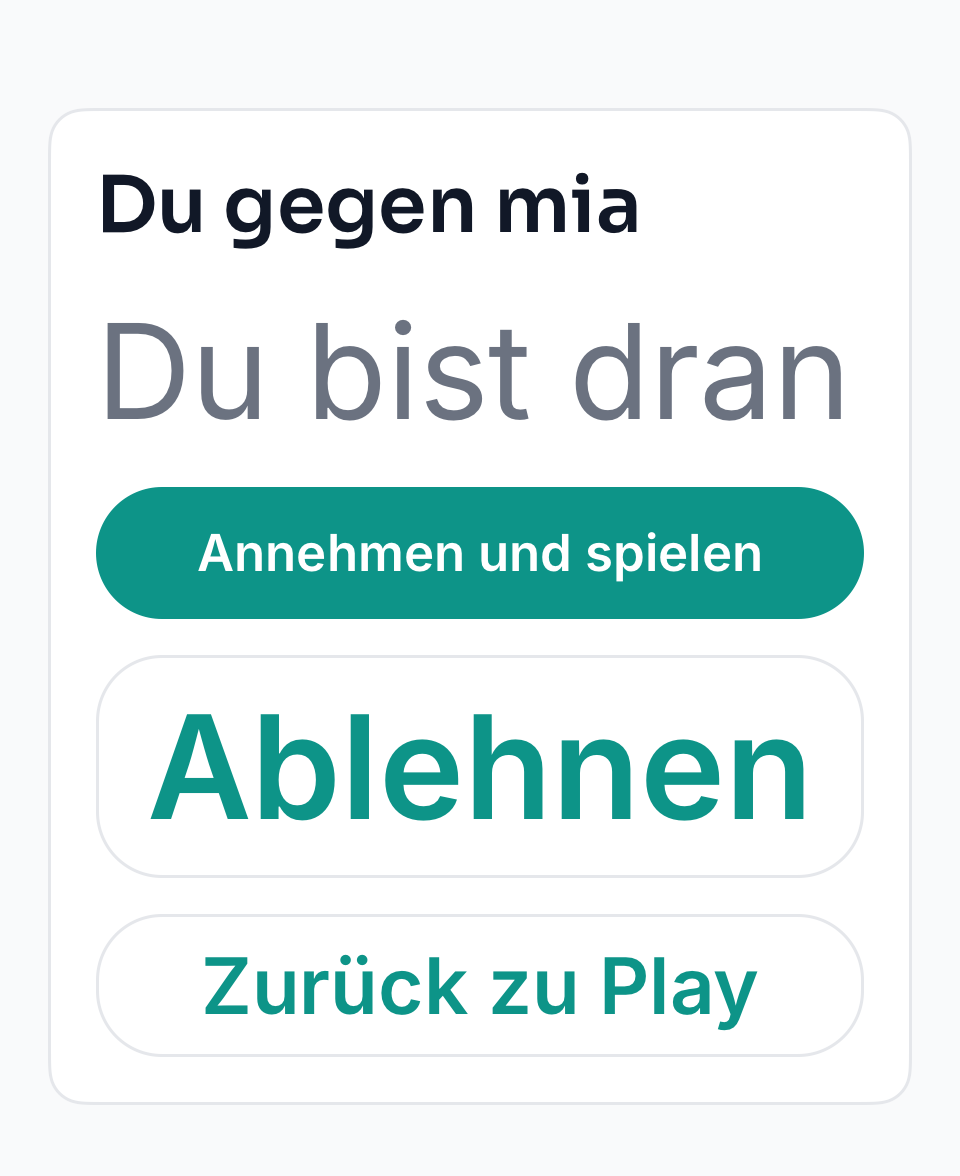 Du gegen mia
Du bist dran
Annehmen und spielen
Ablehnen
Zurück zu Play